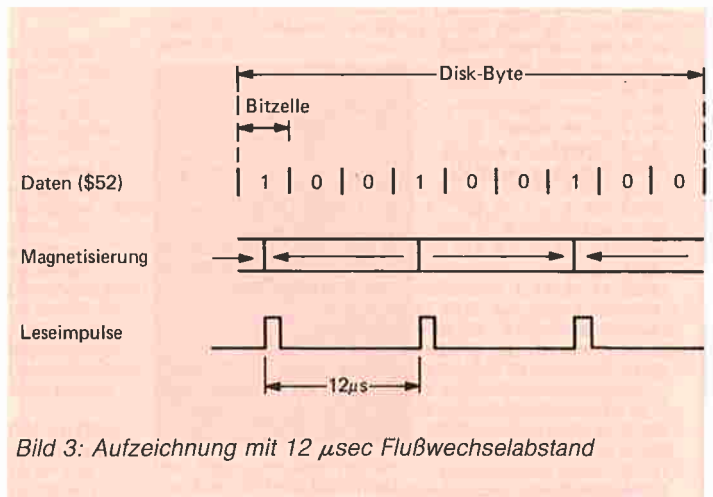 Disk-Byte
Bitzelle
Daten ($52) | 1 | 0 | 0 | 1 | 0 | 0 | 1 | 0 | 0 |
Magnetisierung
Leseimpulse
12µs
Bild 3: Aufzeichnung mit 12 µsec Flußwechselabstand